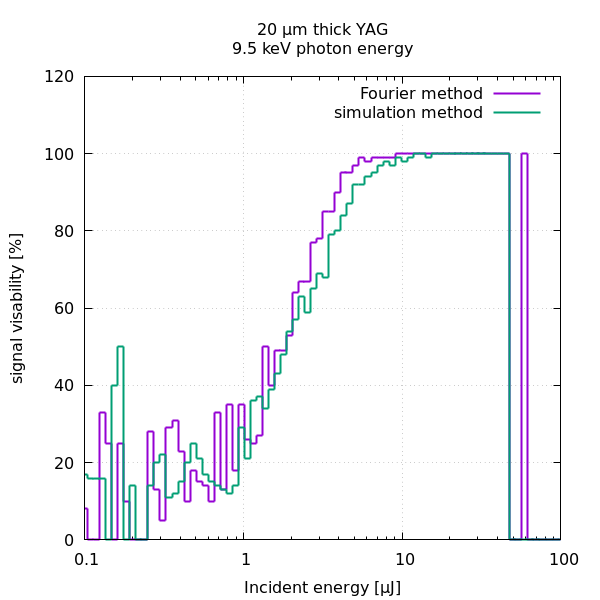 20 µm thick YAG
9.5 keV photon energy
Fourier method
simulation method
120
100
80
60
40
20
0
signal visability [%]
0.1 1 10 100
Incident energy [µJ]